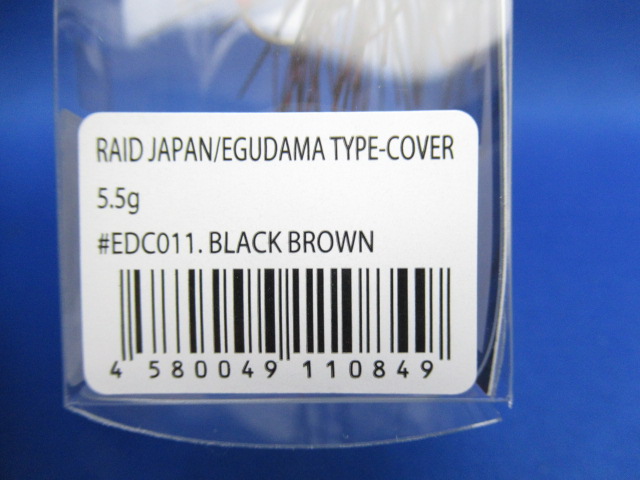 RAID JAPAN/EGUDAMA TYPE-COVER
5.5g
#EDC011. BLACK BROWN
4 580049 110849